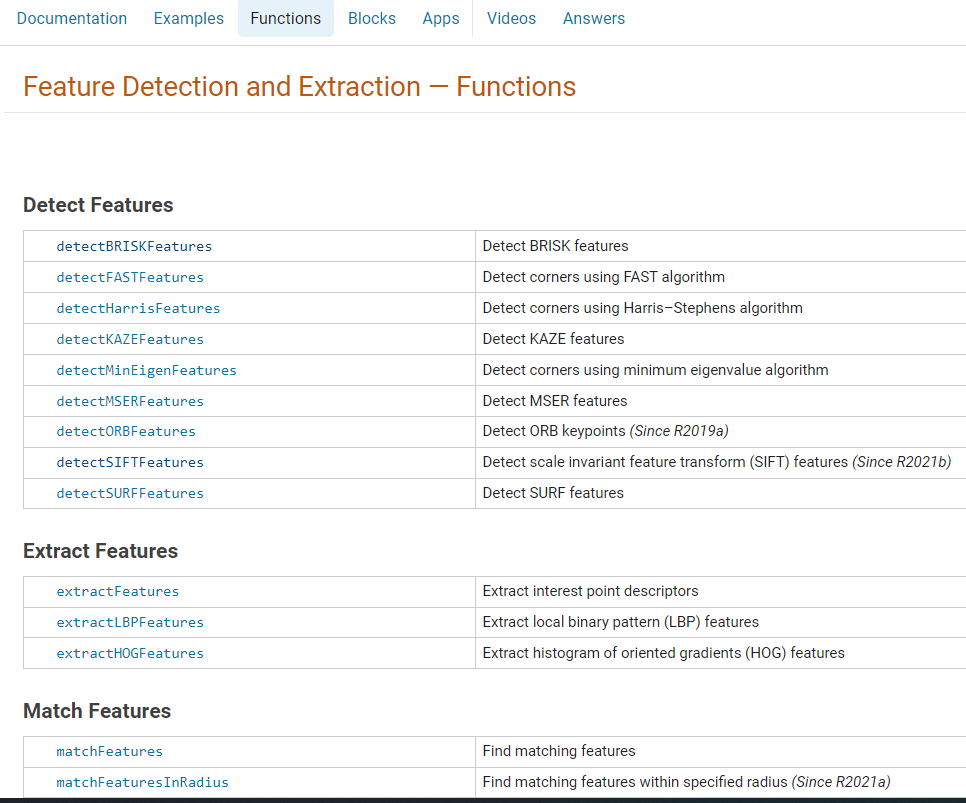 Documentation Examples Functions Blocks Apps Videos Answers
Feature Detection and Extraction — Functions
Detect Features
detectBRISKFeatures Detect BRISK features
detectFASTFeatures Detect corners using FAST algorithm
detectHarrisFeatures Detect corners using Harris–Stephens algorithm
detectKAZEFeatures Detect KAZE features
detectMinEigenFeatures Detect corners using minimum eigenvalue algorithm
detectMSERFeatures Detect MSER features
detectORBFeatures Detect ORB keypoints (Since R2019a)
detectSIFTFeatures Detect scale invariant feature transform (SIFT) features (Since R2021b)
detectSURFFeatures Detect SURF features
Extract Features
extractFeatures Extract interest point descriptors
extractLBPFeatures Extract local binary pattern (LBP) features
extractHOGFeatures Extract histogram of oriented gradients (HOG) features
Match Features
matchFeatures Find matching features
matchFeaturesInRadius Find matching features within specified radius (Since R2021a)